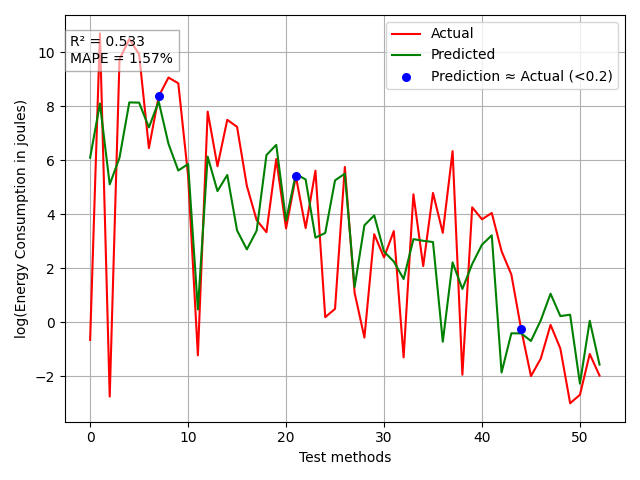 R² = 0.533
MAPE = 1.57%
Actual
Predicted
Prediction ≈ Actual (<0.2)
log(Energy Consumption in joules)
10
8
6
4
2
0
−2
0
10
20
30
40
50
Test methods